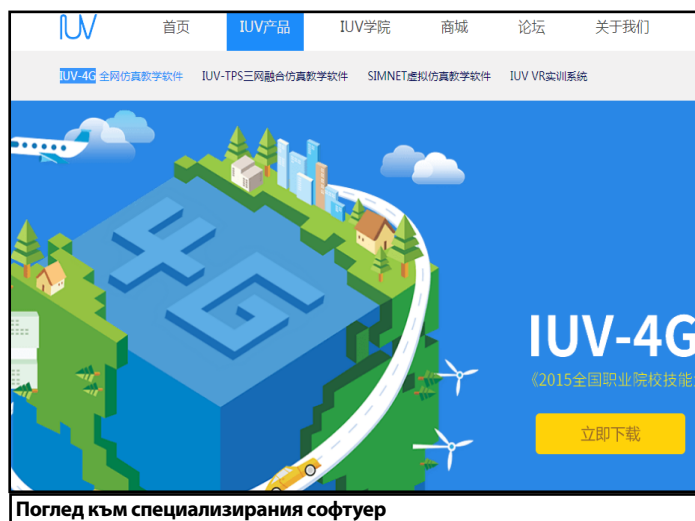 IUV 首页 IUV产品 IUV学院 商城 论坛 关于我们
IUV-4G 全网仿真教学软件 IUV-TPS三网融合仿真教学软件 SIMNET虚拟仿真教学软件 IUV VR实训系统
4G
IUV-4G
《2015全国职业院校技能
立即下载
Поглед към специализирания софтуер